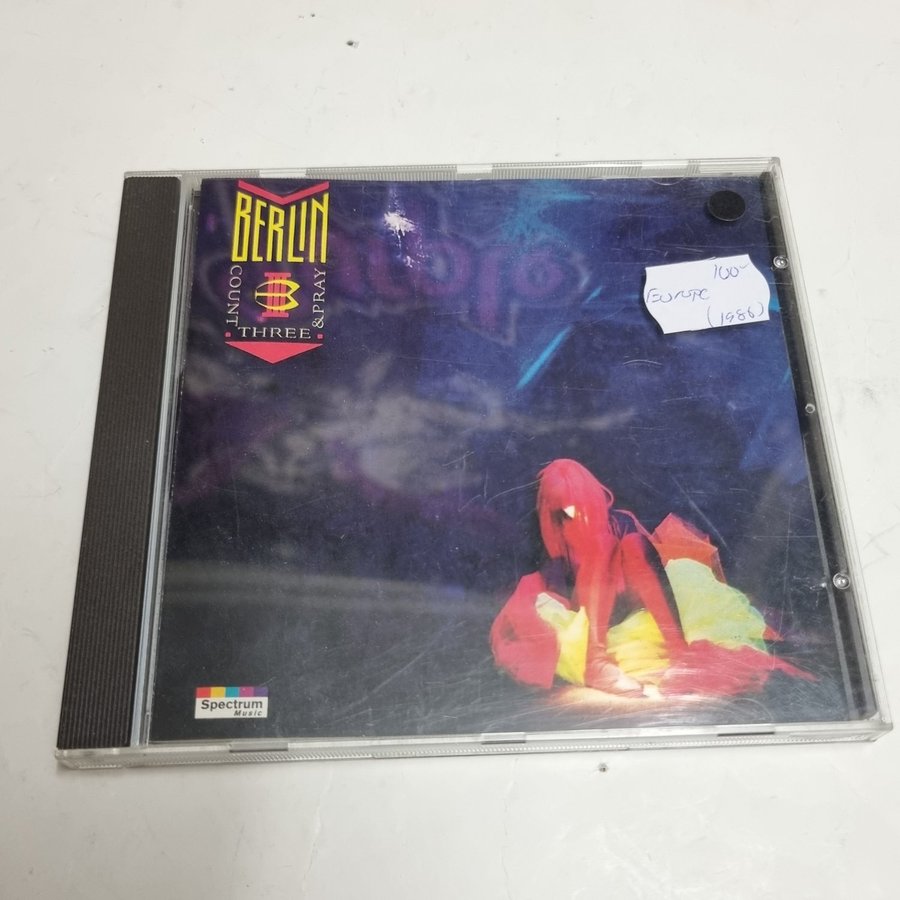 BERLIN
COUNT
THREE
& PRAY
100
EUROPE
(1986)
Spectrum
Music